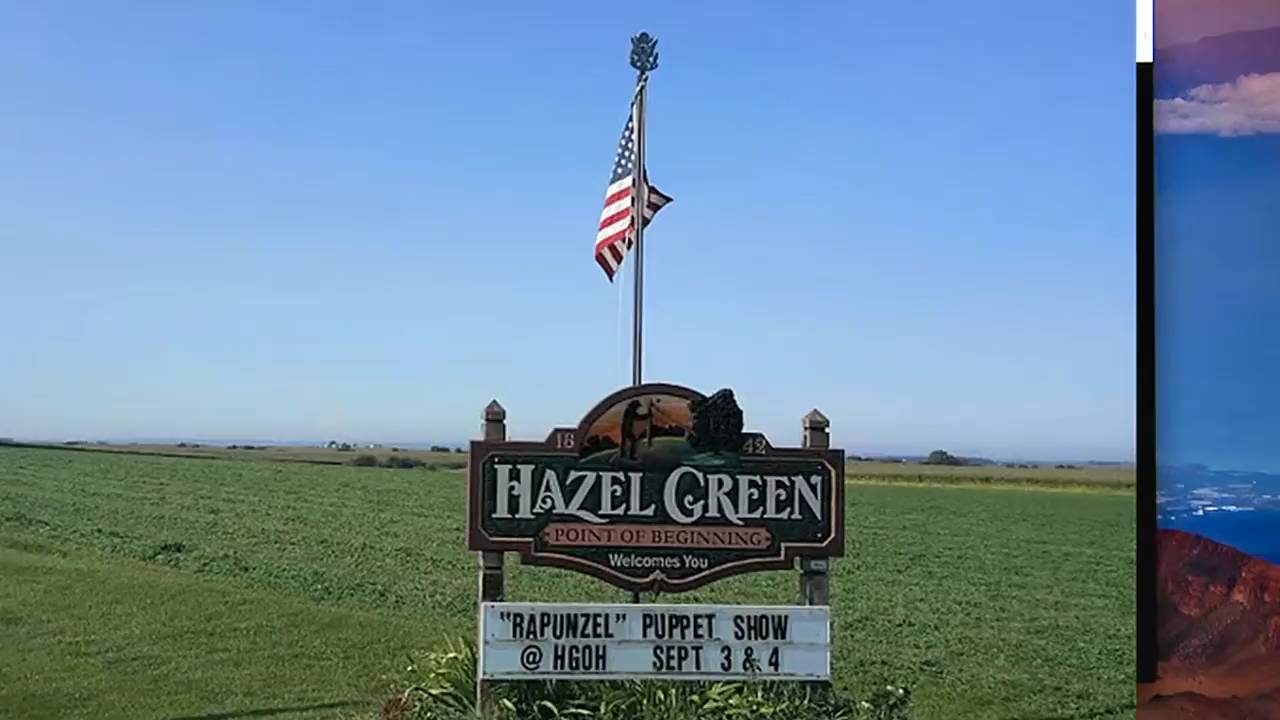 18 42
HAZEL GREEN
POINT OF BEGINNING
Welcomes You
"RAPUNZEL" PUPPET SHOW
@ HGOH SEPT 3 & 4